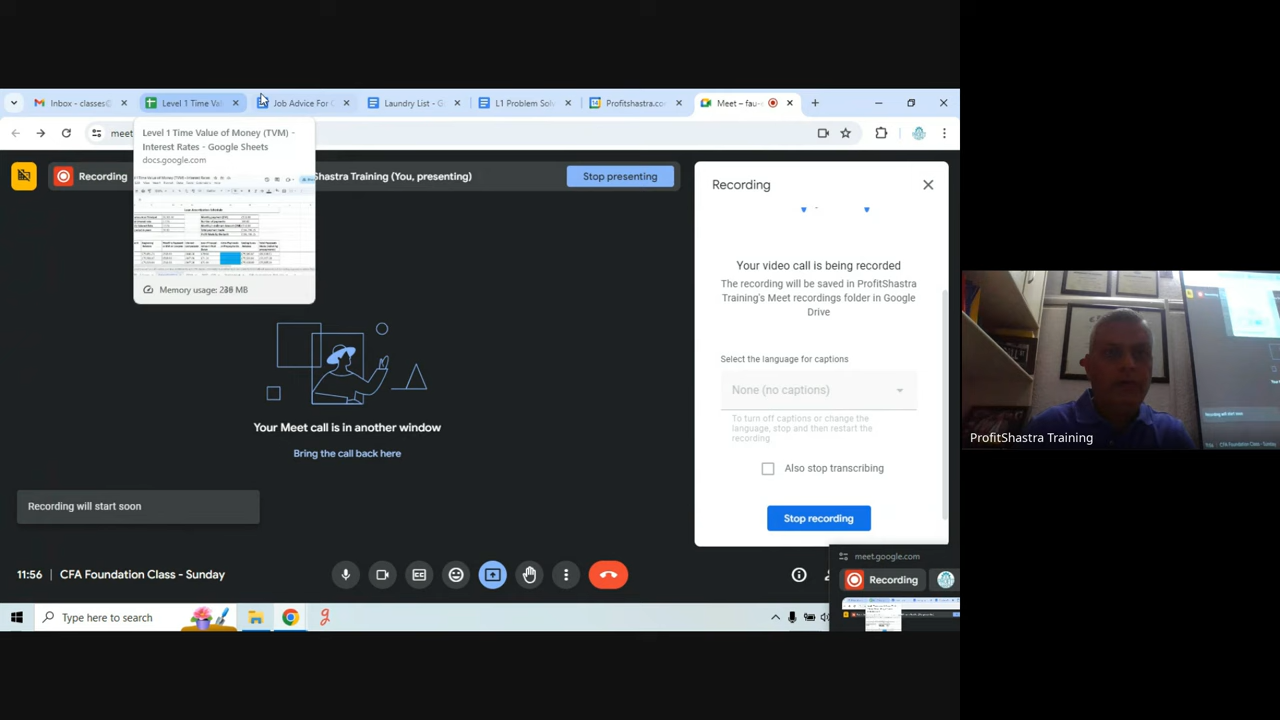 Inbox - classes@
Level 1 Time Val
Job Advice For C
Laundry List - G
L1 Problem Solv
Profitshastra.co
Meet – fau-
meet
Level 1 Time Value of Money (TVM) -
Interest Rates - Google Sheets
docs.google.com
Recording
Shastra Training (You, presenting)
Stop presenting
Memory usage: MB
Your Meet call is in another window
Bring the call back here
Recording will start soon
Recording
Your video call is being recorded
The recording will be saved in ProfitShastra
Training's Meet recordings folder in Google
Drive
Select the language for captions
None (no captions)
To turn off captions or change the
language, stop and then restart the
recording
Also stop transcribing
Stop recording
meet.google.com
Recording
11:56
CFA Foundation Class - Sunday
Type here to search
ProfitShastra Training